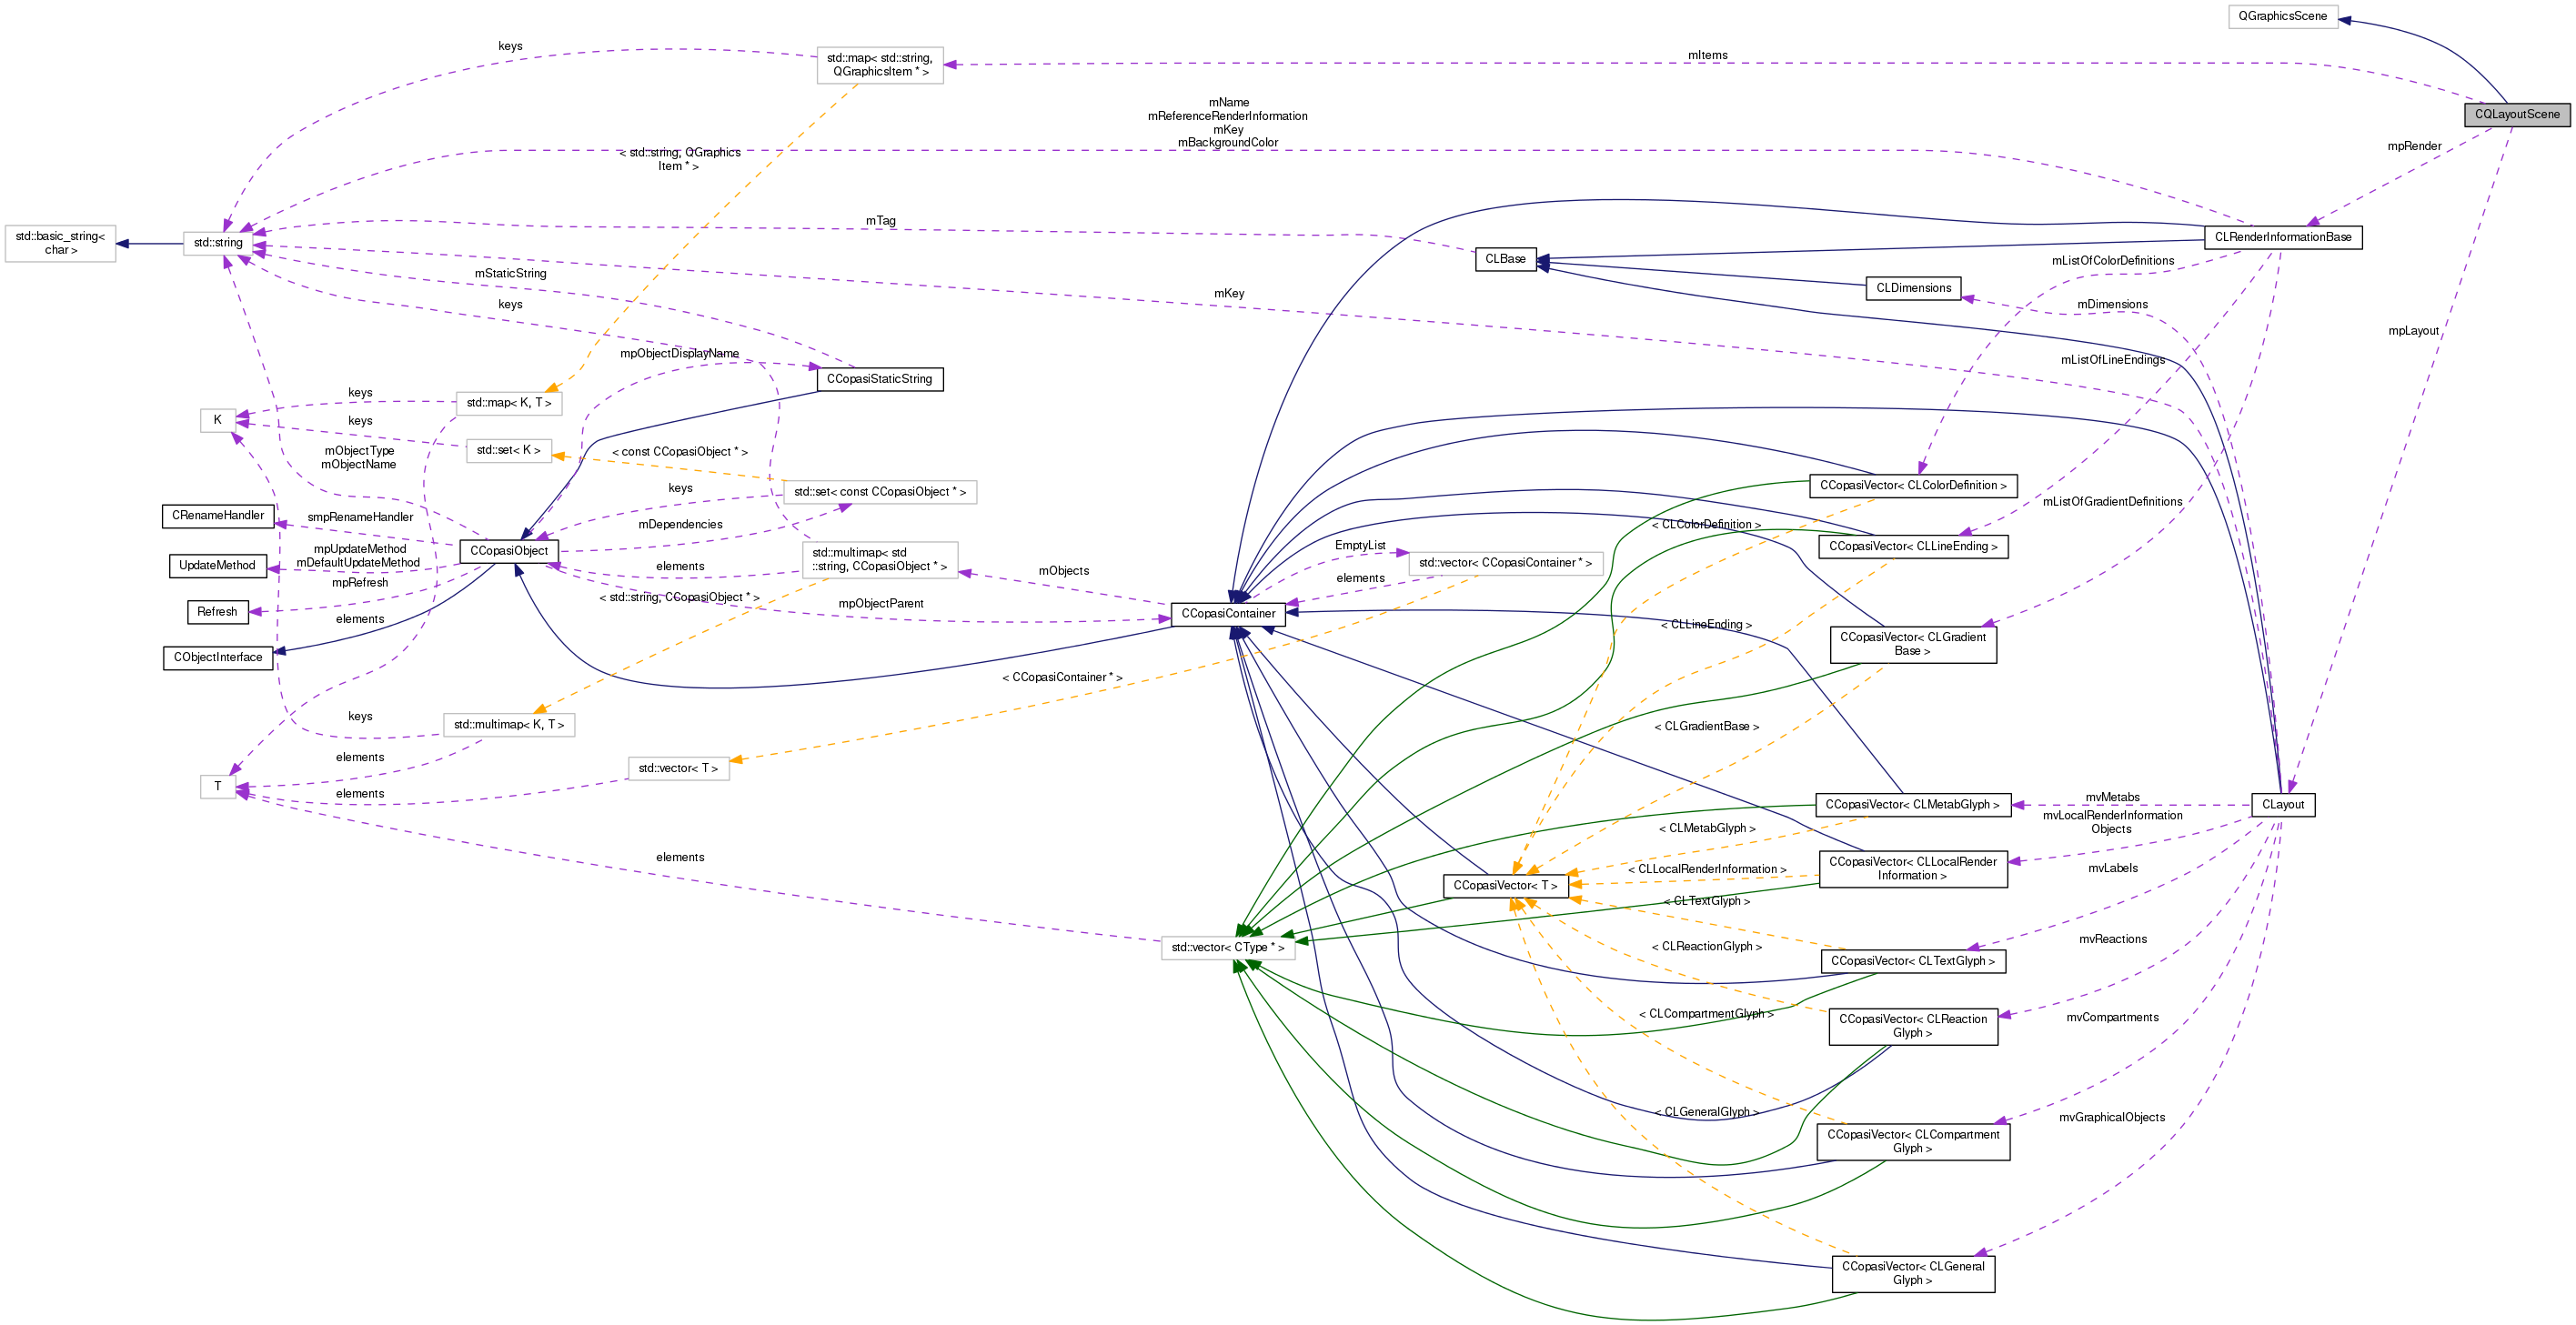 QGraphicsScene
keys
std::map< std::string,
QGraphicsItem * >
mItems
mName
mReferenceRenderInformation
mKey
mBackgroundColor
CQLayoutScene
mpRender
< std::string, QGraphics
Item * >
std::basic_string<
char >
std::string
mTag
CLBase
CLRenderInformationBase
mListOfColorDefinitions
mStaticString
keys
mKey
CLDimensions
mDimensions
mpLayout
mpObjectDisplayName
mListOfLineEndings
CCopasiStaticString
keys
std::map< K, T >
K
keys
std::set< K >
mObjectType
mObjectName
< const CCopasiObject * >
keys
std::set< const CCopasiObject * >
CCopasiVector< CLColorDefinition >
mListOfGradientDefinitions
CRenameHandler
smpRenameHandler
mDependencies
< CLColorDefinition >
CCopasiObject
EmptyList
CCopasiVector< CLLineEnding >
UpdateMethod
mpUpdateMethod
mDefaultUpdateMethod
mpRefresh
elements
std::multimap< std
::string, CCopasiObject * >
mObjects
std::vector< CCopasiContainer * >
elements
Refresh
elements
< std::string, CCopasiObject * >
mpObjectParent
CCopasiContainer
< CLLineEnding >
CCopasiVector< CLGradient
Base >
CObjectInterface
< CCopasiContainer * >
keys
std::multimap< K, T >
< CLGradientBase >
elements
std::vector< T >
T
elements
mvMetabs
CLayout
CCopasiVector< CLMetabGlyph >
mvLocalRenderInformation
Objects
< CLMetabGlyph >
elements
CCopasiVector< CLLocalRender
Information >
mvLabels
< CLLocalRenderInformation >
CCopasiVector< T >
< CLTextGlyph >
std::vector< CType * >
< CLReactionGlyph >
mvReactions
CCopasiVector< CLTextGlyph >
< CLCompartmentGlyph >
CCopasiVector< CLReaction
Glyph >
mvCompartments
< CLGeneralGlyph >
mvGraphicalObjects
CCopasiVector< CLCompartment
Glyph >
CCopasiVector< CLGeneral
Glyph >